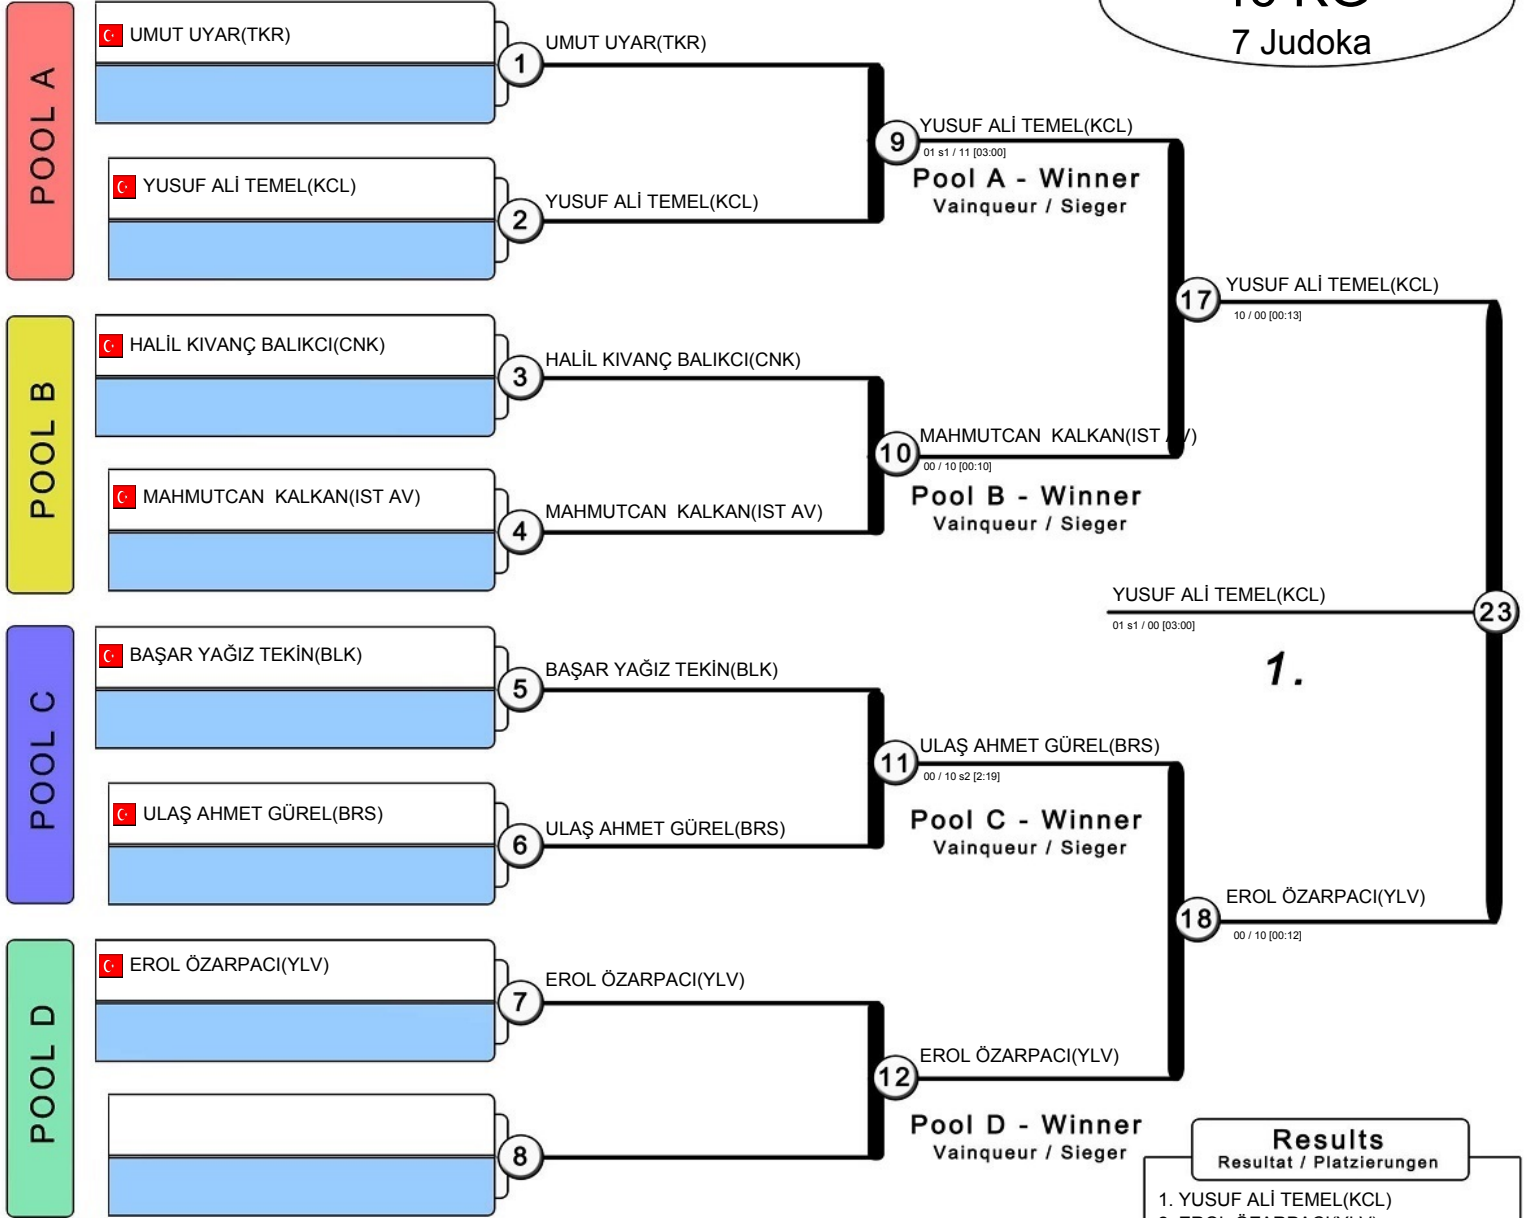 7 Judoka
POOL A
UMUT UYAR(TKR)
1
UMUT UYAR(TKR)
YUSUF ALİ TEMEL(KCL)
2
YUSUF ALİ TEMEL(KCL)
9
YUSUF ALİ TEMEL(KCL)
01 s1 / 11 [03:00]
Pool A - Winner
Vainqueur / Sieger
POOL B
HALİL KIVANÇ BALIKCI(CNK)
3
HALİL KIVANÇ BALIKCI(CNK)
MAHMUTCAN  KALKAN(IST AV)
4
MAHMUTCAN  KALKAN(IST AV)
10
MAHMUTCAN  KALKAN(IST AV)
00 / 10 [00:10]
Pool B - Winner
Vainqueur / Sieger
17
YUSUF ALİ TEMEL(KCL)
10 / 00 [00:13]
YUSUF ALİ TEMEL(KCL)
23
01 s1 / 00 [03:00]
1.
POOL C
BAŞAR YAĞIZ TEKİN(BLK)
5
BAŞAR YAĞIZ TEKİN(BLK)
ULAŞ AHMET GÜREL(BRS)
6
ULAŞ AHMET GÜREL(BRS)
11
ULAŞ AHMET GÜREL(BRS)
00 / 10 s2 [2:19]
Pool C - Winner
Vainqueur / Sieger
18
EROL ÖZARPACI(YLV)
00 / 10 [00:12]
POOL D
EROL ÖZARPACI(YLV)
7
EROL ÖZARPACI(YLV)
8
12
EROL ÖZARPACI(YLV)
Pool D - Winner
Vainqueur / Sieger
Results
Resultat / Platzierungen
1. YUSUF ALİ TEMEL(KCL)